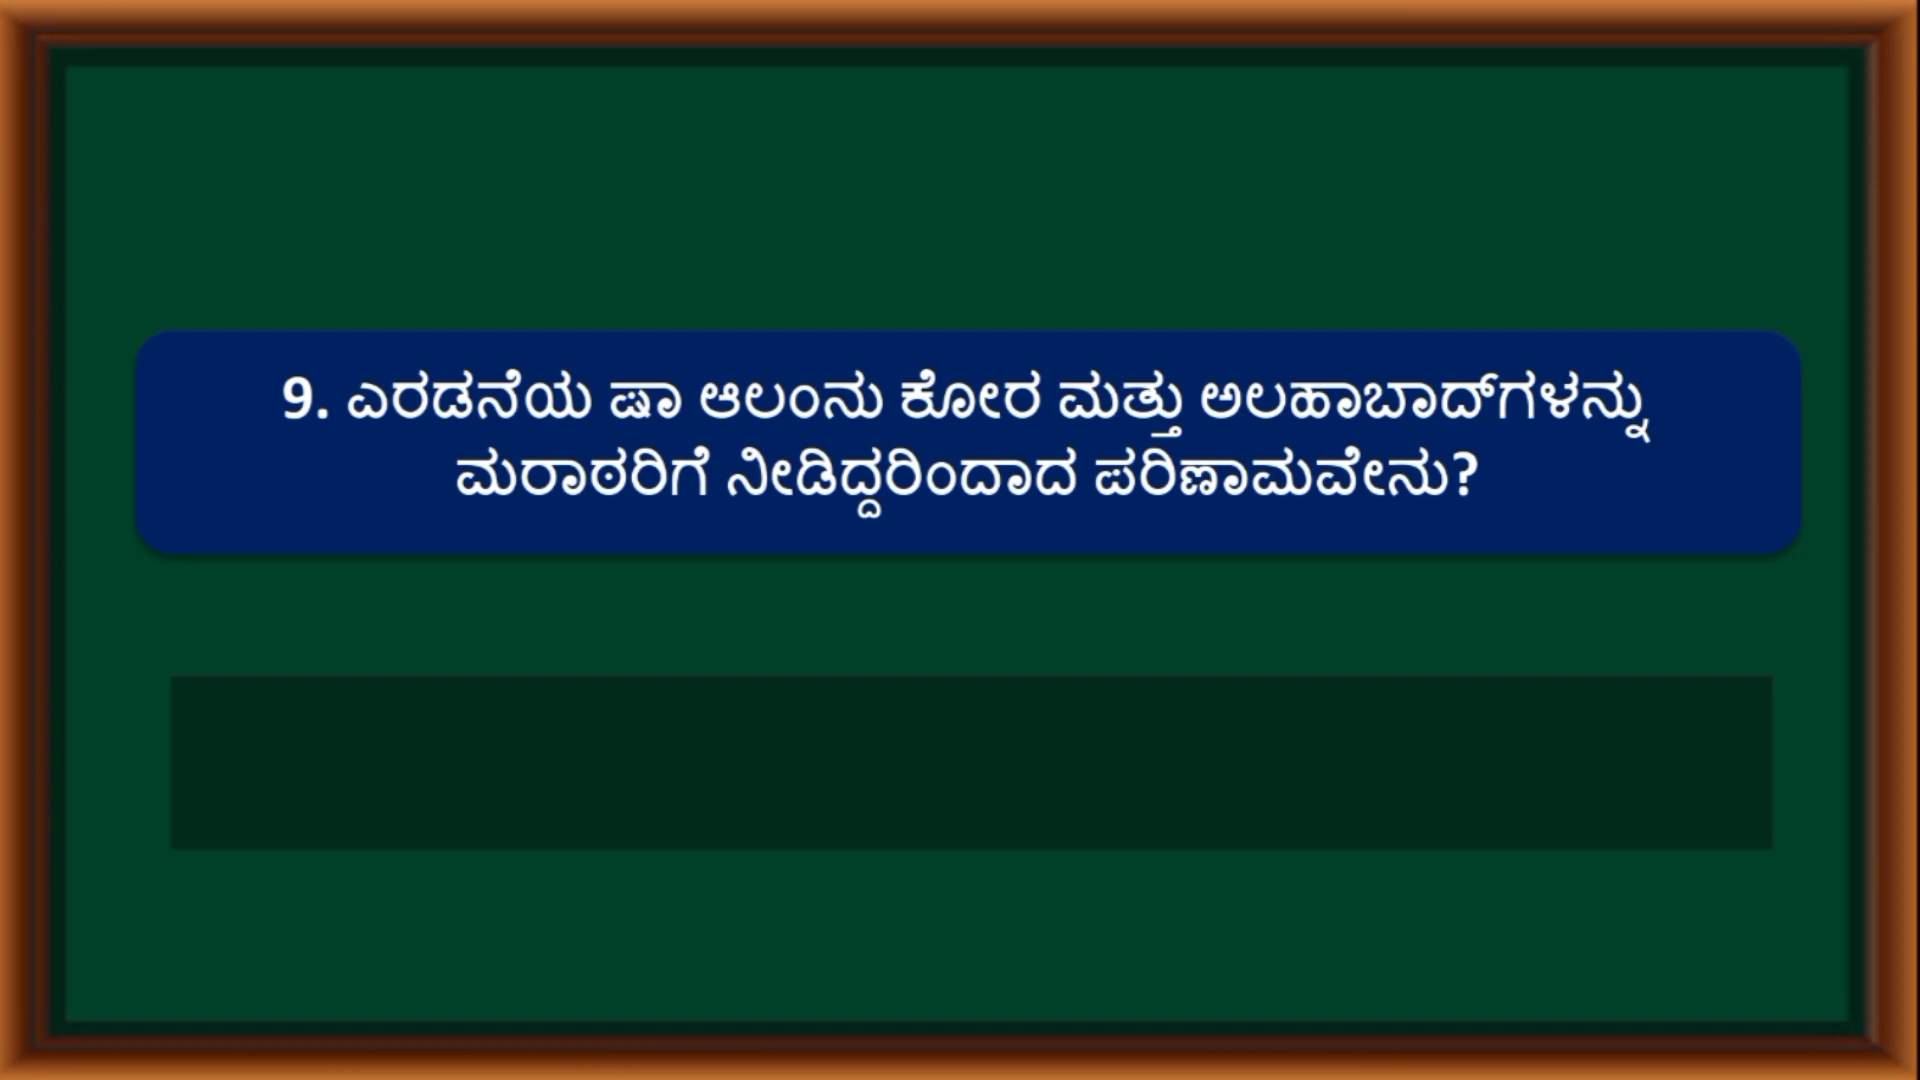 9. ಎರಡನೆಯ ಷಾ ಆಲಂನು ಕೋರ ಮತ್ತು ಅಲಹಾಬಾದ್‌ಗಳನ್ನು
ಮರಾಠರಿಗೆ ನೀಡಿದ್ದರಿಂದಾದ ಪರಿಣಾಮವೇನು?